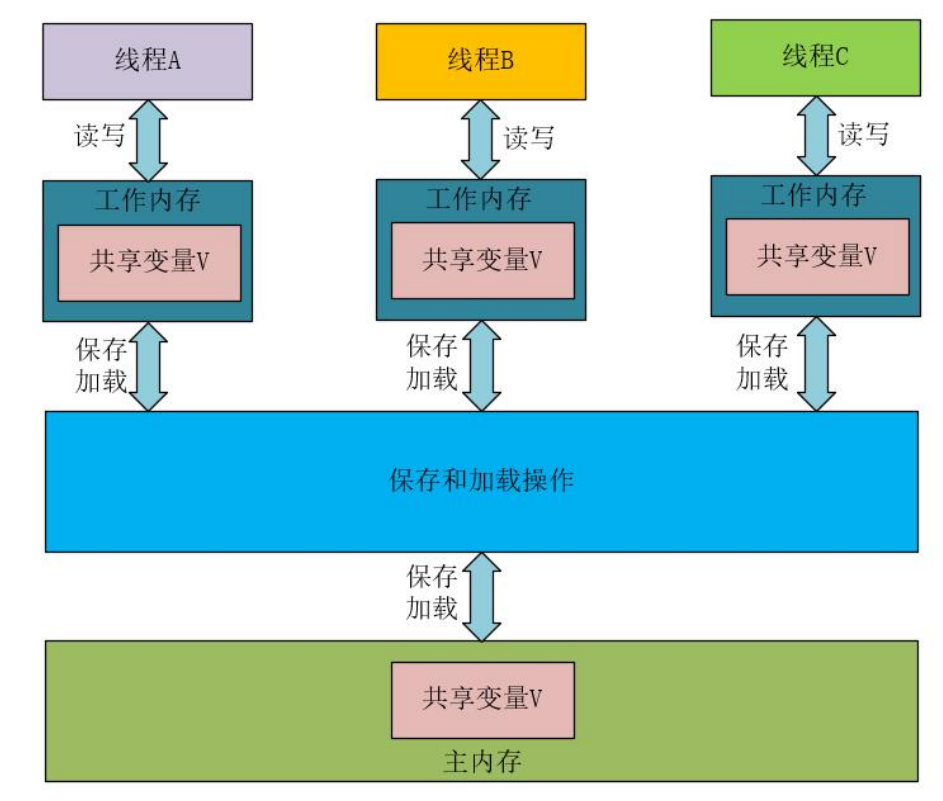 线程A
线程B
线程C
读写
读写
读写
工作内存
工作内存
工作内存
共享变量V
共享变量V
共享变量V
保存
加载
保存
加载
保存
加载
保存和加载操作
保存
加载
共享变量V
主内存